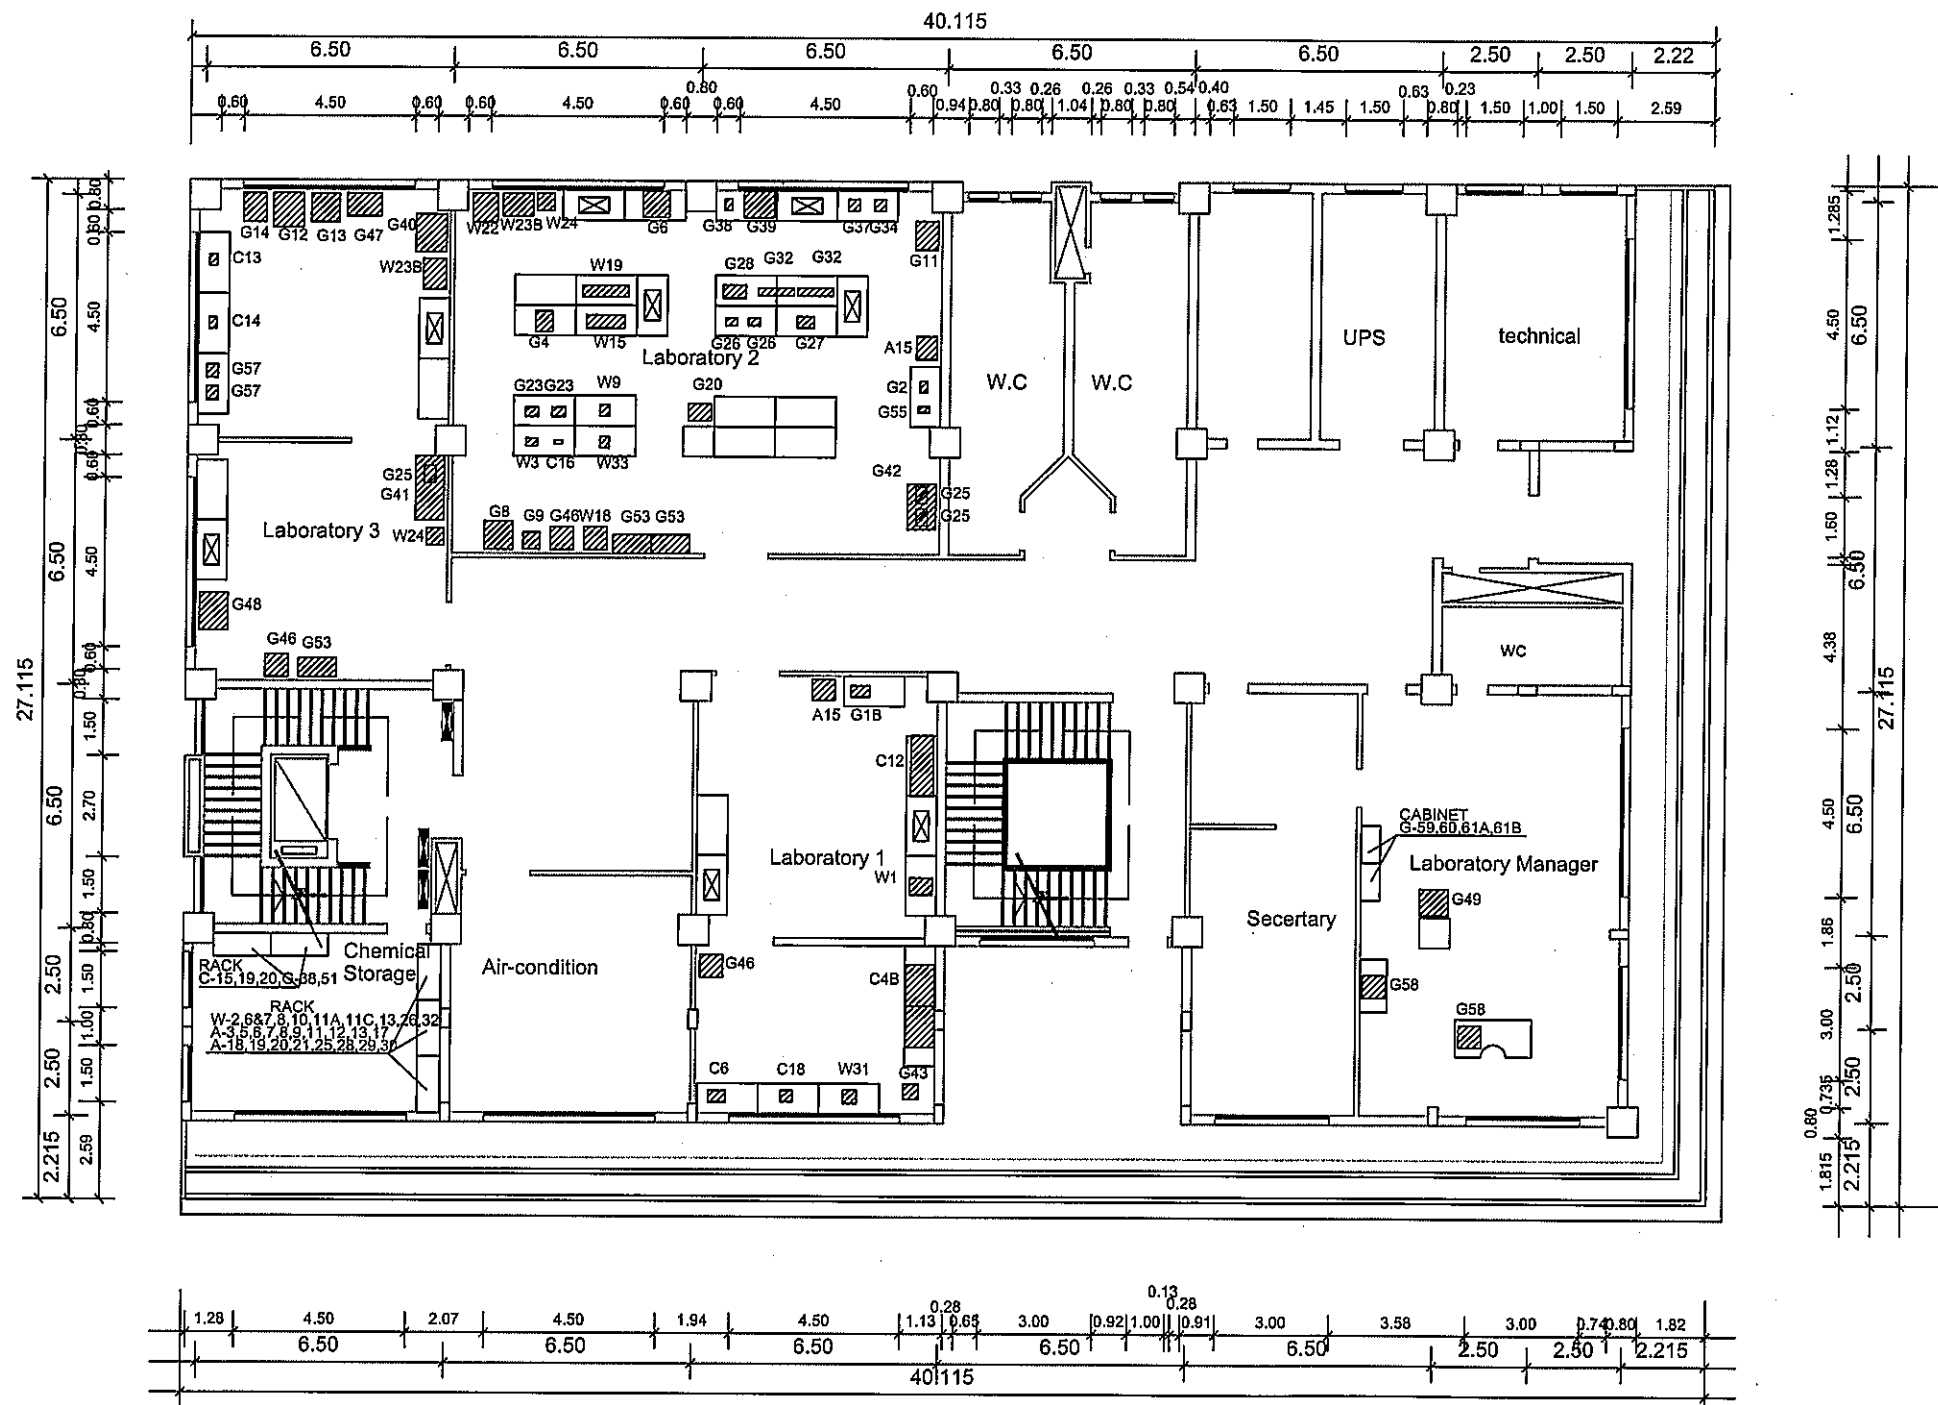 40.115
6.50 6.50 6.50 6.50 6.50 2.50 2.50 2.22
0.60 4.50 0.60 0.60 4.50 0.60 0.80 0.60 4.50 0.60 0.94 0.80 0.33 0.80 0.26 1.04 0.26 0.80 0.33 0.80 0.54 0.40 0.63 1.50 1.45 1.50 0.63 0.80 0.23 1.50 1.00 1.50 2.59
G14 G12 G13 G47 G40 W22 W23B W24 G6 G38 G39 G37 G34
G11
C13
W23B
W19 G28 G32 G32
C14
G4 W15 G26 G26 G27
Laboratory 2
A15
UPS
technical
G57
G57
G23 G23 W9 G20
G2
G55
W.C W.C
W3 C16 W33
G25
G41
G42
G25
G25
Laboratory 3
W24
G8 G9 G46 W18 G53 G53
G48
G46 G53
WC
A15 G1B
C12
Laboratory 1
W1
CABINET
G-59,60,61A,61B
Laboratory Manager
G49
Secertary
Chemical
Storage
Air-condition
RACK
C-15,19,20,G-38,51
RACK
W-2,6&7,8,10,11A,11C,13,26,32
A-3,5,6,7,8,9,11,12,13,17
A-18,19,20,21,25,28,29,30
G46
C4B
G58
G58
C6 C18 W31 G43
27.115
6.50 6.50 6.50 2.50 2.50 2.215
0.80 0.60 4.50 0.60 0.80 0.60 4.50 0.60 0.80 1.50 2.70 1.50 0.80 1.50 1.00 1.50 2.59
1.285 4.50 1.12 1.28 1.60 4.38 4.50 1.86 3.00 0.735 0.80 1.815
6.50 6.50 6.50 2.50 2.50 2.215
27.115
1.28 4.50 2.07 4.50 1.94 4.50 1.13 0.28 0.65 3.00 0.92 1.00 0.13 0.28 0.91 3.00 3.58 3.00 0.74 0.80 1.82
6.50 6.50 6.50 6.50 6.50 2.50 2.50 2.215
40.115